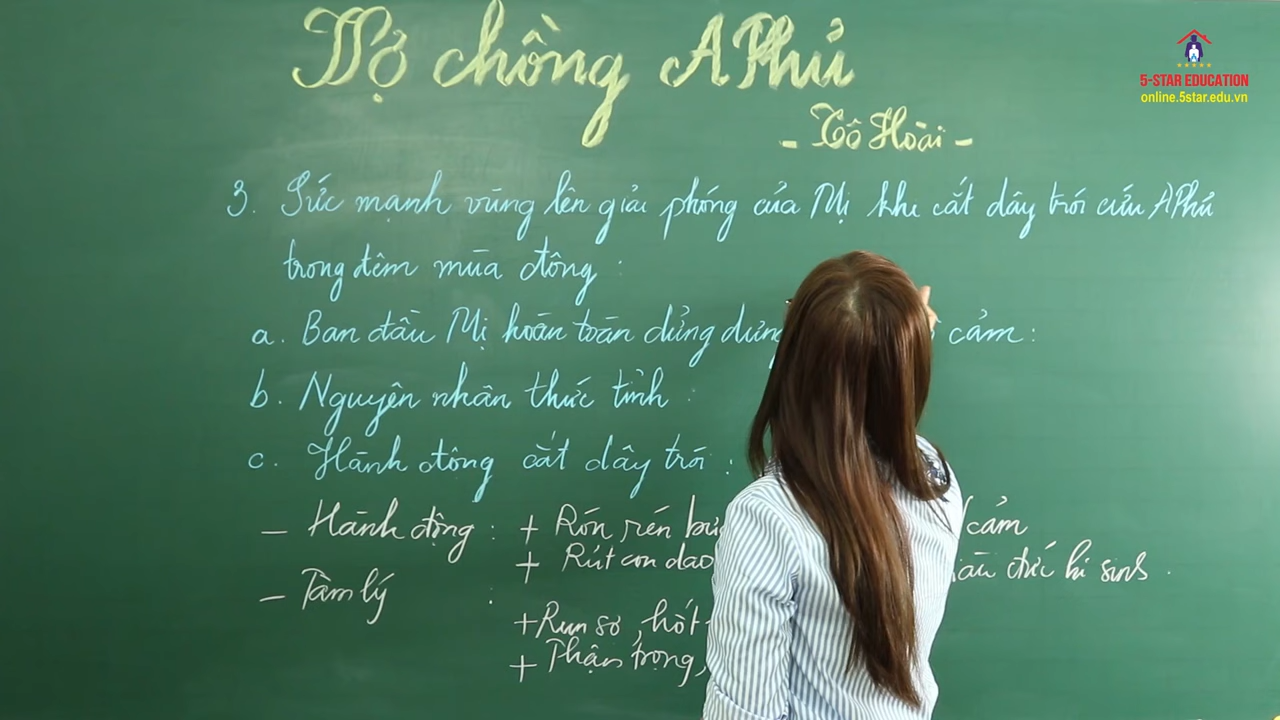 Vợ chồng A Phủ
- Tô Hoài -
5-STAR EDUCATION
online.5star.edu.vn
3. Sức mạnh vùng lên giải phóng của Mị khi cắt dây trói cứu A Phủ
trong đêm mùa đông :
a. Ban đầu Mị hoàn toàn dửng dưng cảm :
b. Nguyên nhân thức tỉnh :
c. Hành động cắt dây trói :
- Hành động : + Rón rén cảm
+ Rút con dao đức hi sinh .
- Tâm lý :
+ Run sợ , hốt
+ Thận trọng,